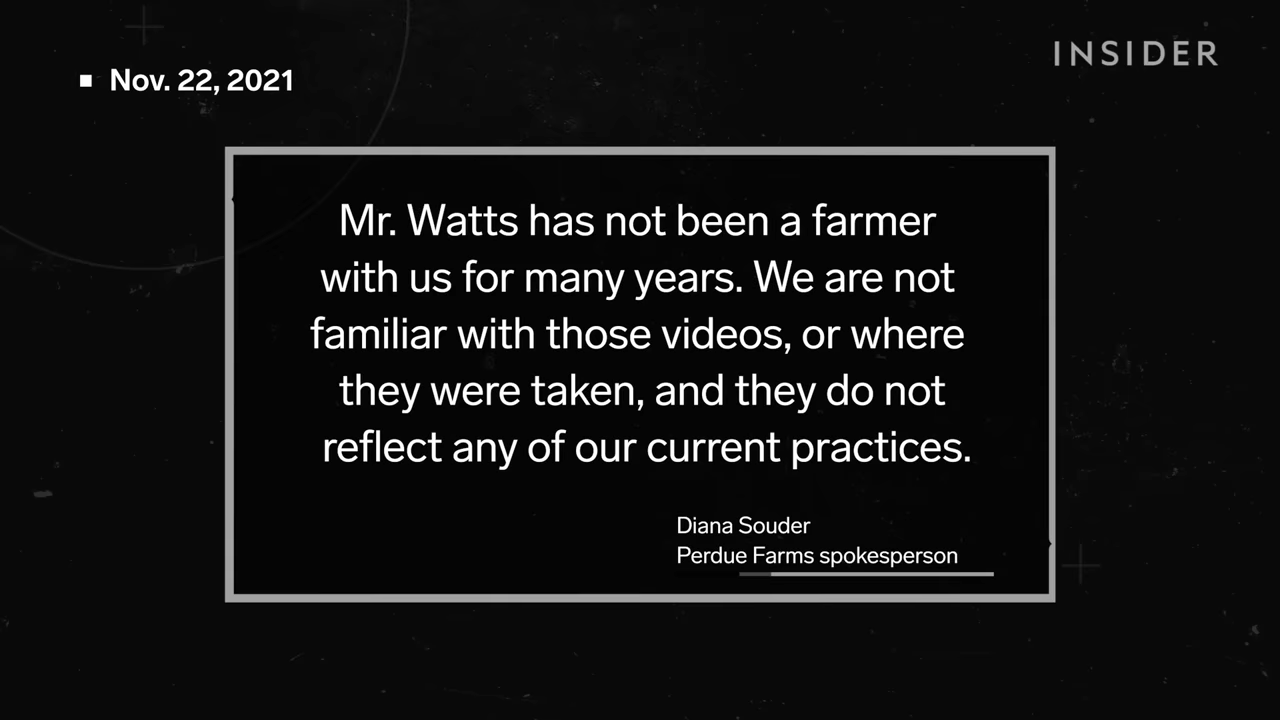 INSIDER
Nov. 22, 2021
Mr. Watts has not been a farmer
with us for many years. We are not
familiar with those videos, or where
they were taken, and they do not
reflect any of our current practices.
Diana Souder
Perdue Farms spokesperson